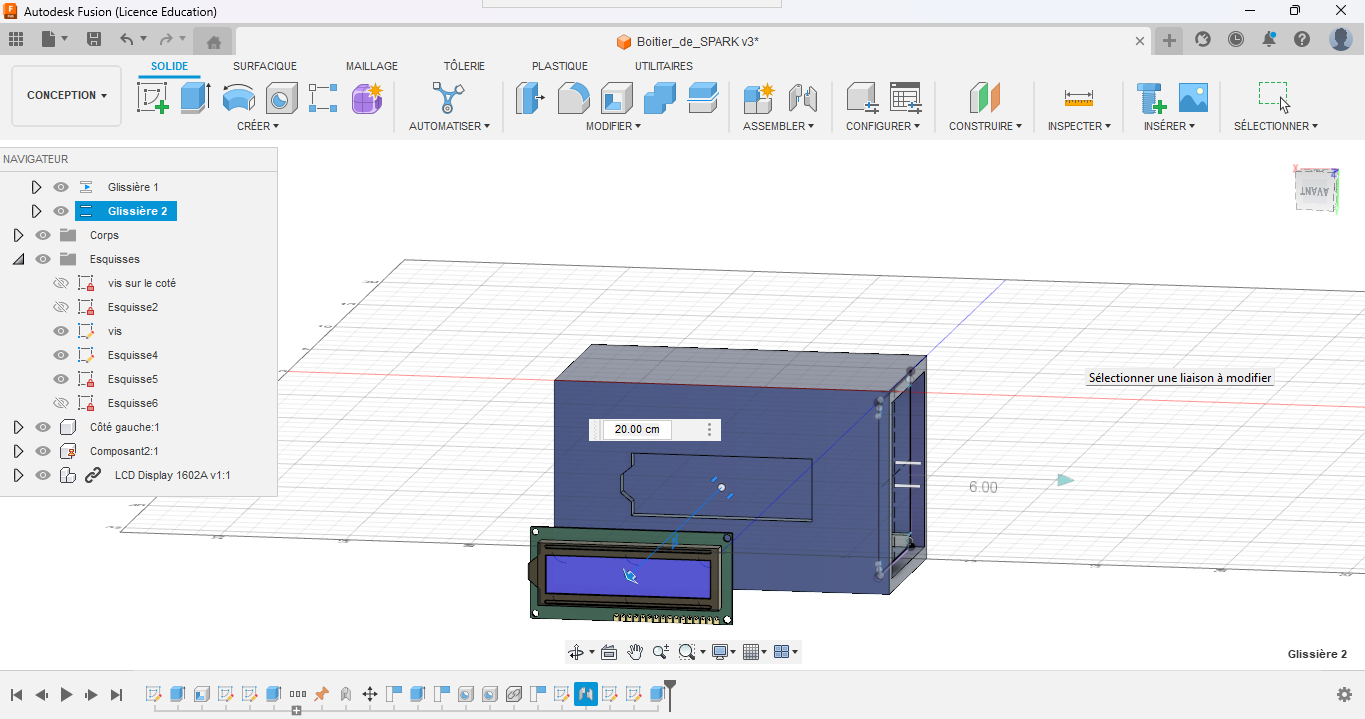 Autodesk Fusion (Licence Education)
Boitier_de_SPARK v3*
SOLIDE SURFACIQUE MAILLAGE TÔLERIE PLASTIQUE UTILITAIRES
CONCEPTION
CRÉER AUTOMATISER MODIFIER ASSEMBLER CONFIGURER CONSTRUIRE INSPECTER INSÉRER SÉLECTIONNER
NAVIGATEUR
Glissière 1
Glissière 2
Corps
Esquisses
vis sur le coté
Esquisse2
vis
Esquisse4
Esquisse5
Esquisse6
Côté gauche:1
Composant2:1
LCD Display 1602A v1:1
AVANT
X
Z
Sélectionner une liaison à modifier
20.00 cm
6.00
Glissière 2